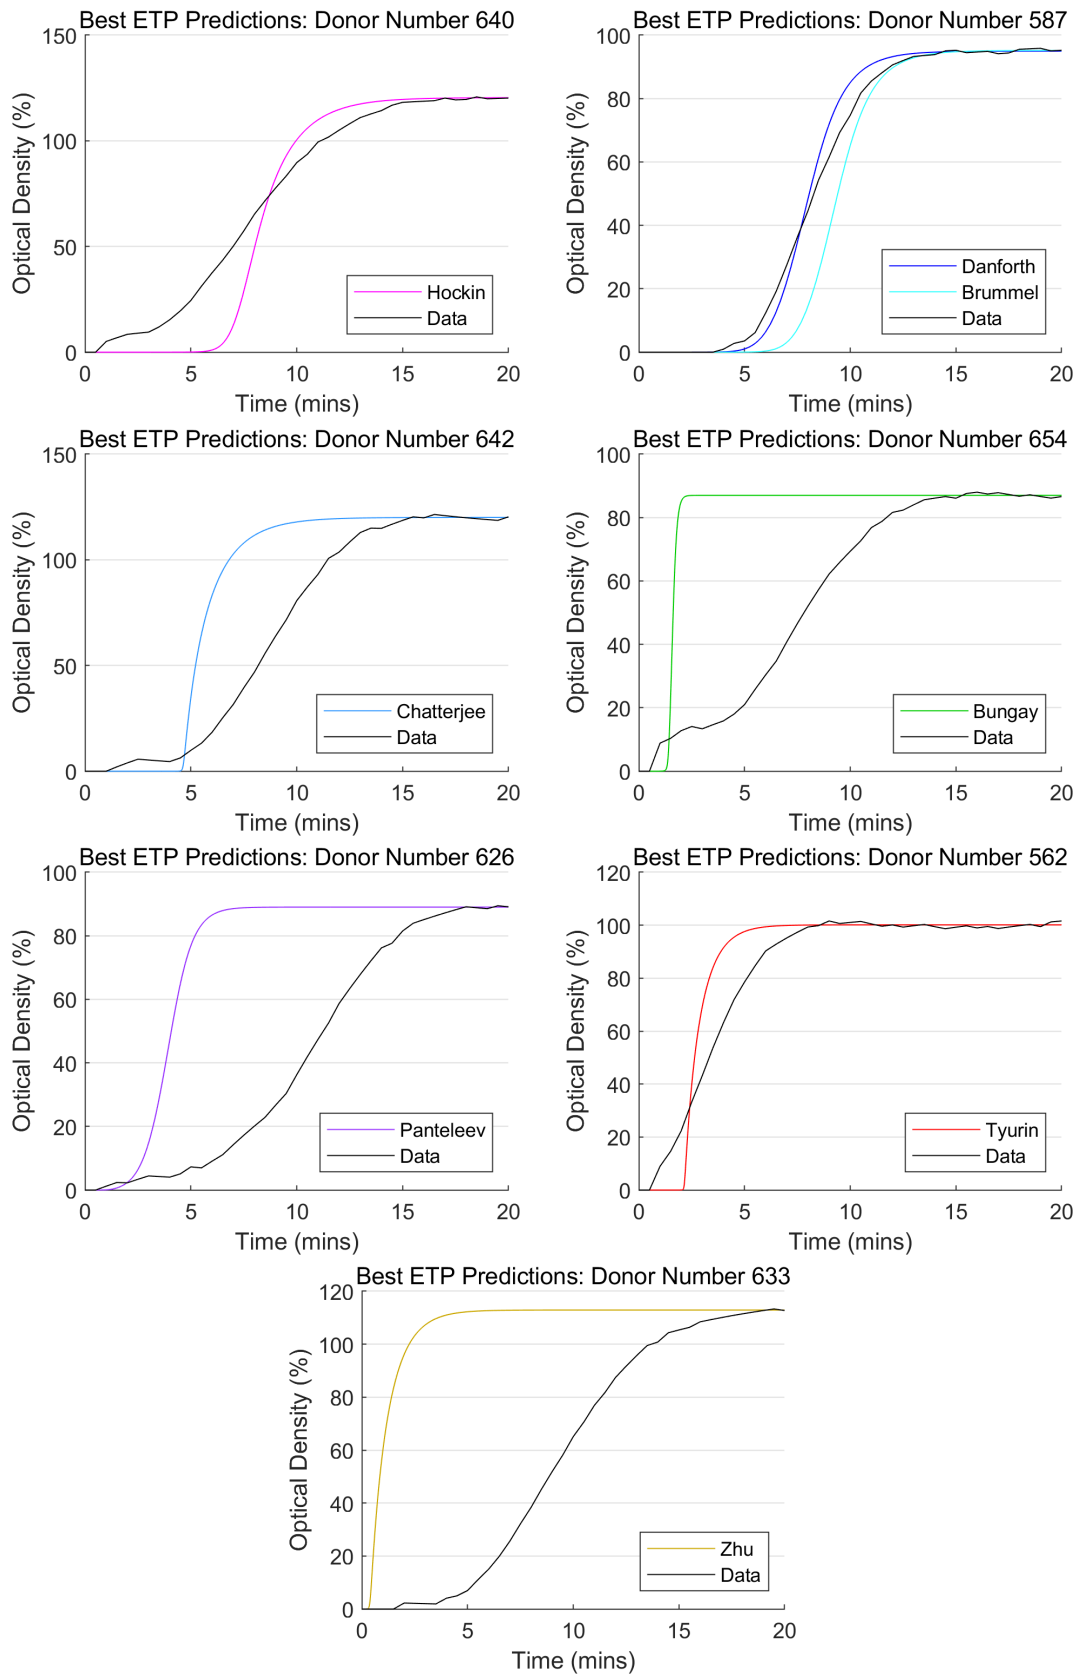 Best ETP Predictions: Donor Number 640
150
100
50
0
Optical Density (%)
Hockin
Data
0 5 10 15 20
Time (mins)
Best ETP Predictions: Donor Number 587
100
80
60
40
20
0
Optical Density (%)
Danforth
Brummel
Data
0 5 10 15 20
Time (mins)
Best ETP Predictions: Donor Number 642
150
100
50
0
Optical Density (%)
Chatterjee
Data
0 5 10 15 20
Time (mins)
Best ETP Predictions: Donor Number 654
100
80
60
40
20
0
Optical Density (%)
Bungay
Data
0 5 10 15 20
Time (mins)
Best ETP Predictions: Donor Number 626
100
80
60
40
20
0
Optical Density (%)
Panteleev
Data
0 5 10 15 20
Time (mins)
Best ETP Predictions: Donor Number 562
120
100
80
60
40
20
0
Optical Density (%)
Tyurin
Data
0 5 10 15 20
Time (mins)
Best ETP Predictions: Donor Number 633
120
100
80
60
40
20
0
Optical Density (%)
Zhu
Data
0 5 10 15 20
Time (mins)